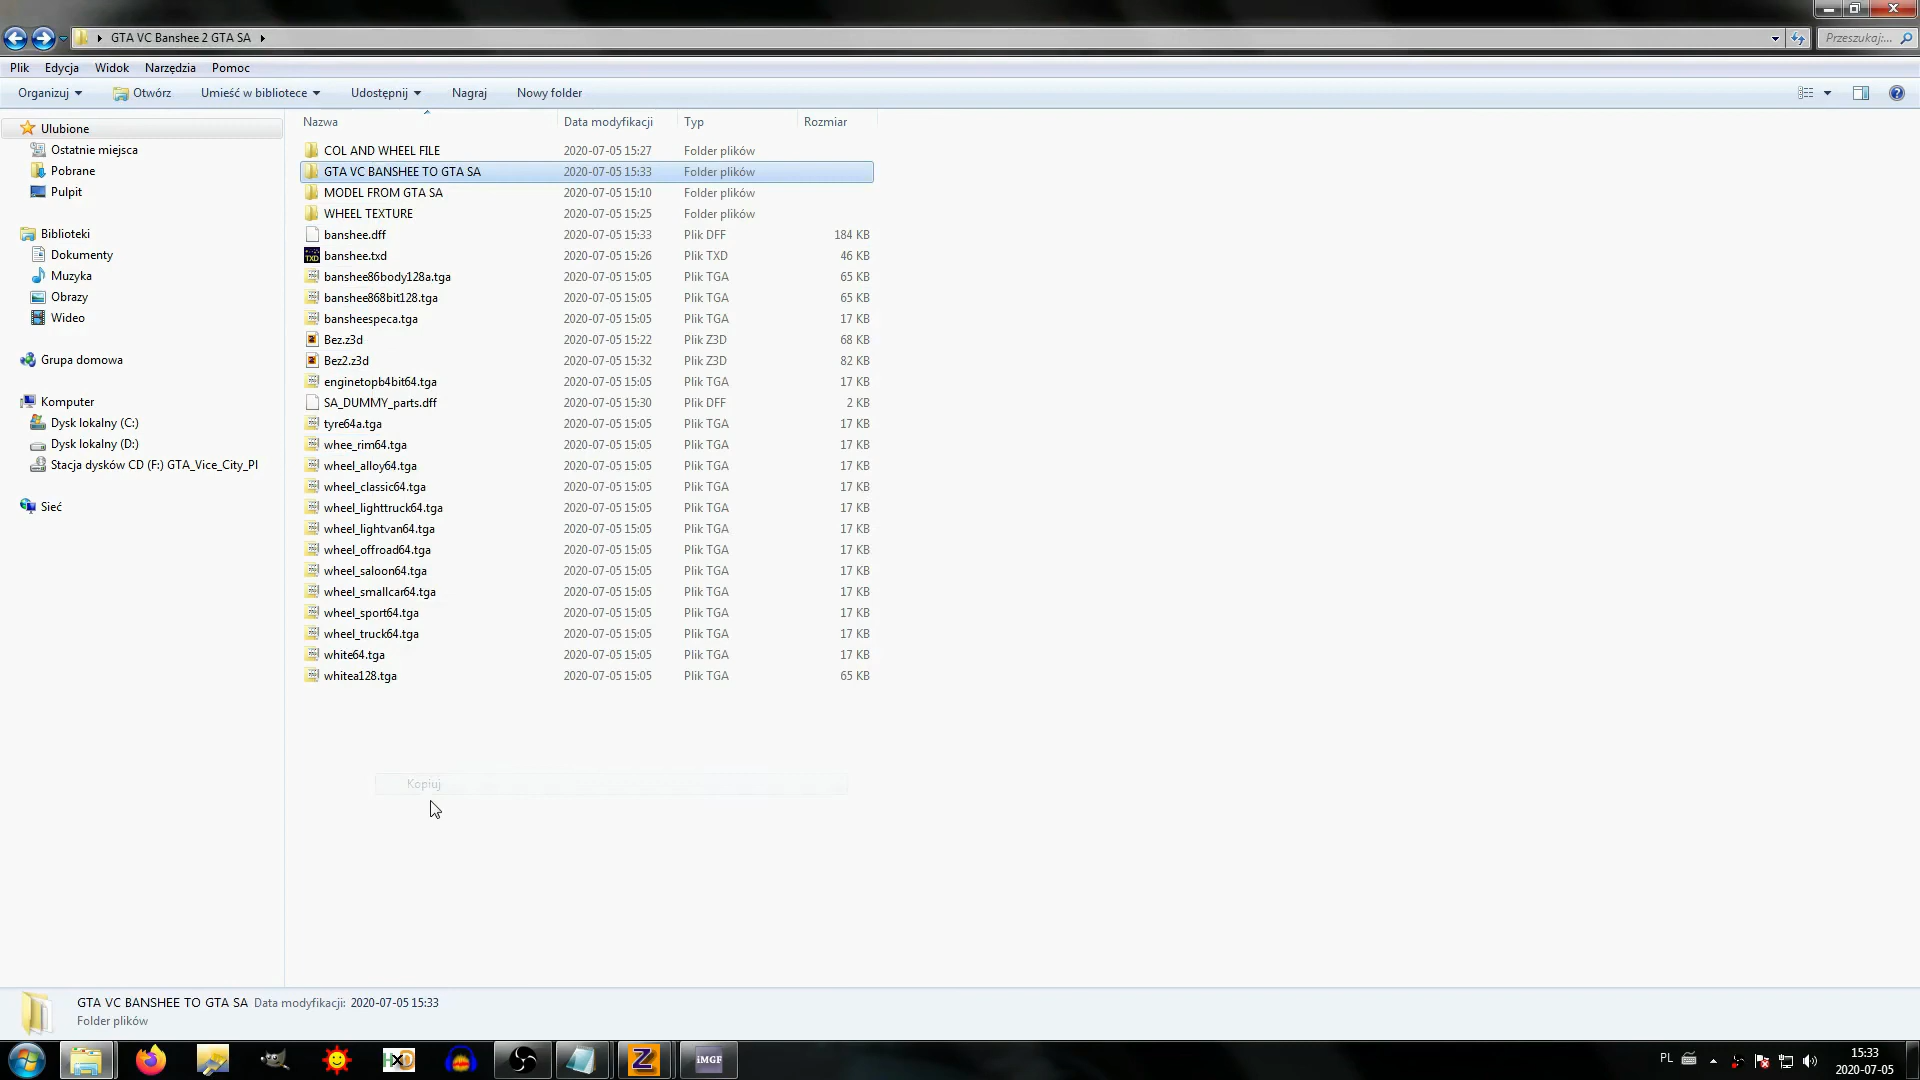 GTA VC Banshee 2 GTA SA
Przeszukaj:...
Plik Edycja Widok Narzędzia Pomoc
Organizuj Otwórz Umieść w bibliotece Udostępnij Nagraj Nowy folder
Nazwa Data modyfikacji Typ Rozmiar
Ulubione
Ostatnie miejsca
Pobrane
Pulpit
Biblioteki
Dokumenty
Muzyka
Obrazy
Wideo
Grupa domowa
Komputer
Dysk lokalny (C:)
Dysk lokalny (D:)
Stacja dysków CD (F:) GTA_Vice_City_Pl
Sieć
COL AND WHEEL FILE 2020-07-05 15:27 Folder plików
GTA VC BANSHEE TO GTA SA 2020-07-05 15:33 Folder plików
MODEL FROM GTA SA 2020-07-05 15:10 Folder plików
WHEEL TEXTURE 2020-07-05 15:25 Folder plików
banshee.dff 2020-07-05 15:33 Plik DFF 184 KB
banshee.txd 2020-07-05 15:26 Plik TXD 46 KB
banshee86body128a.tga 2020-07-05 15:05 Plik TGA 65 KB
banshee868bit128.tga 2020-07-05 15:05 Plik TGA 65 KB
bansheespeca.tga 2020-07-05 15:05 Plik TGA 17 KB
Bez.z3d 2020-07-05 15:22 Plik Z3D 68 KB
Bez2.z3d 2020-07-05 15:32 Plik Z3D 82 KB
enginetopb4bit64.tga 2020-07-05 15:05 Plik TGA 17 KB
SA_DUMMY_parts.dff 2020-07-05 15:30 Plik DFF 2 KB
tyre64a.tga 2020-07-05 15:05 Plik TGA 17 KB
whee_rim64.tga 2020-07-05 15:05 Plik TGA 17 KB
wheel_alloy64.tga 2020-07-05 15:05 Plik TGA 17 KB
wheel_classic64.tga 2020-07-05 15:05 Plik TGA 17 KB
wheel_lighttruck64.tga 2020-07-05 15:05 Plik TGA 17 KB
wheel_lightvan64.tga 2020-07-05 15:05 Plik TGA 17 KB
wheel_offroad64.tga 2020-07-05 15:05 Plik TGA 17 KB
wheel_saloon64.tga 2020-07-05 15:05 Plik TGA 17 KB
wheel_smallcar64.tga 2020-07-05 15:05 Plik TGA 17 KB
wheel_sport64.tga 2020-07-05 15:05 Plik TGA 17 KB
wheel_truck64.tga 2020-07-05 15:05 Plik TGA 17 KB
white64.tga 2020-07-05 15:05 Plik TGA 17 KB
whitea128.tga 2020-07-05 15:05 Plik TGA 65 KB
Kopiuj
GTA VC BANSHEE TO GTA SA Data modyfikacji: 2020-07-05 15:33
Folder plików
HXD
iMGF
PL
15:33
2020-07-05